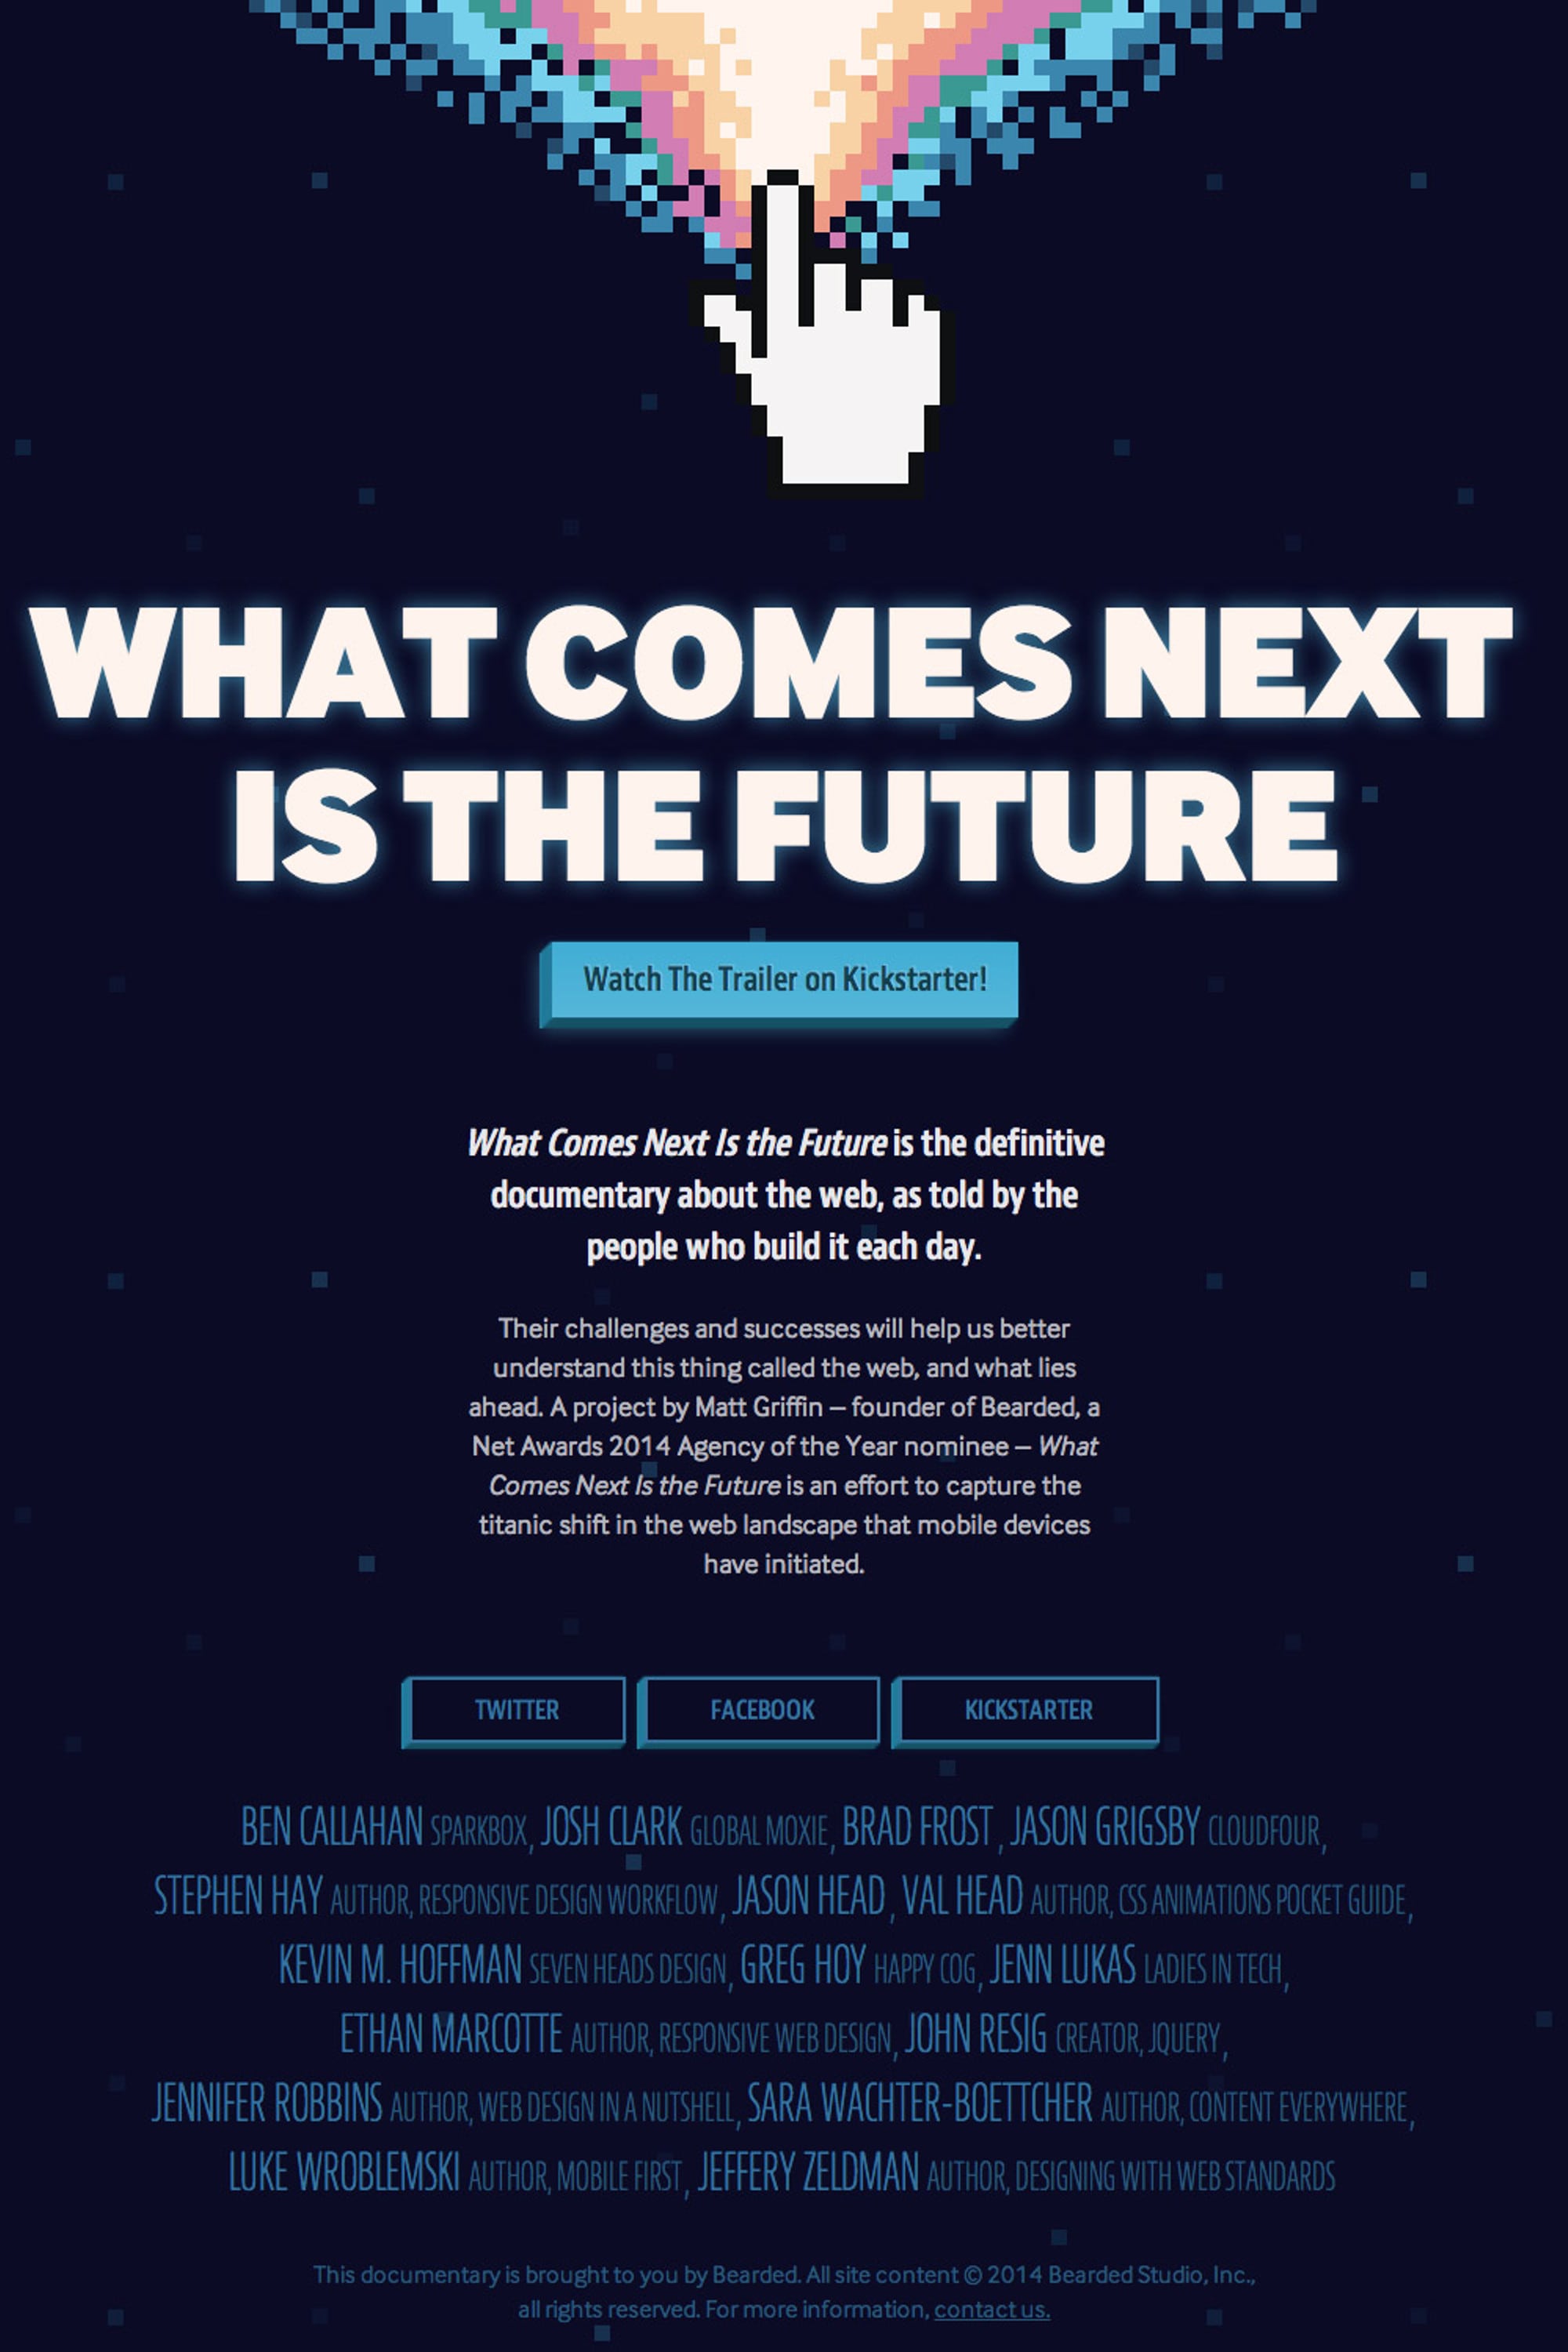 WHAT COMES NEXT
IS THE FUTURE
Watch The Trailer on Kickstarter!
What Comes Next Is the Future is the definitive
documentary about the web, as told by the
people who build it each day.
Their challenges and successes will help us better
understand this thing called the web, and what lies
ahead. A project by Matt Griffin – founder of Bearded, a
Net Awards 2014 Agency of the Year nominee – What
Comes Next Is the Future is an effort to capture the
titanic shift in the web landscape that mobile devices
have initiated.
TWITTER FACEBOOK KICKSTARTER
BEN CALLAHAN SPARKBOX, JOSH CLARK GLOBAL MOXIE, BRAD FROST, JASON GRIGSBY CLOUDFOUR,
STEPHEN HAY AUTHOR, RESPONSIVE DESIGN WORKFLOW, JASON HEAD, VAL HEAD AUTHOR, CSS ANIMATIONS POCKET GUIDE,
KEVIN M. HOFFMAN SEVEN HEADS DESIGN, GREG HOY HAPPY COG, JENN LUKAS LADIES IN TECH,
ETHAN MARCOTTE AUTHOR, RESPONSIVE WEB DESIGN, JOHN RESIG CREATOR, JQUERY,
JENNIFER ROBBINS AUTHOR, WEB DESIGN IN A NUTSHELL, SARA WACHTER-BOETTCHER AUTHOR, CONTENT EVERYWHERE,
LUKE WROBLEMSKI AUTHOR, MOBILE FIRST, JEFFERY ZELDMAN AUTHOR, DESIGNING WITH WEB STANDARDS
This documentary is brought to you by Bearded. All site content © 2014 Bearded Studio, Inc.,
all rights reserved. For more information, contact us.